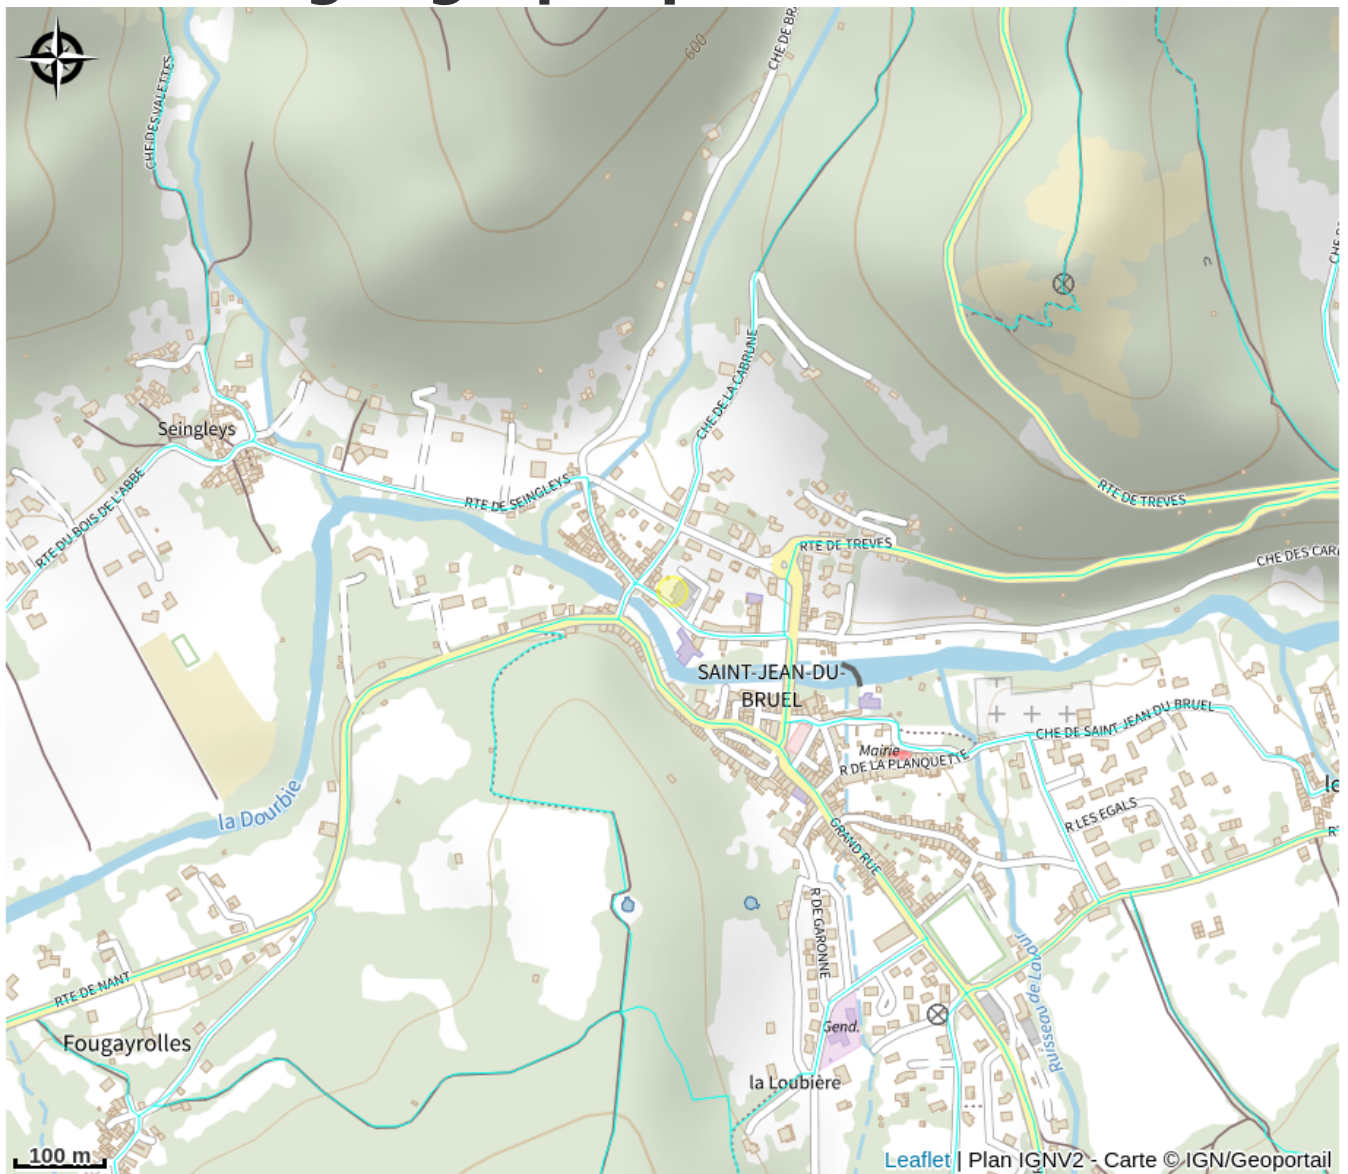 600
CHE DE BR
CHE DES VALETTES
CHE DE LA CABRUNE
Seingleys
RTE DE SEINGLEYS
RTE DE TREVES
RTE DU BOIS DE L'ABBE
RTE DE TREVES
CHE DES CAR
SAINT-JEAN-DU-
BRUEL
CHE DE SAINT JEAN DU BRUEL
Mairie
R DE LA PLANQUETTE
la Dourbie
R LES EGALS
GRAND RUE
R DE GARONNE
RTE DE NANT
Ruisseau de Lavaur
Gend.
Fougayrolles
la Loubière
100 m
Leaflet | Plan IGNV2 - Carte © IGN/Geoportail